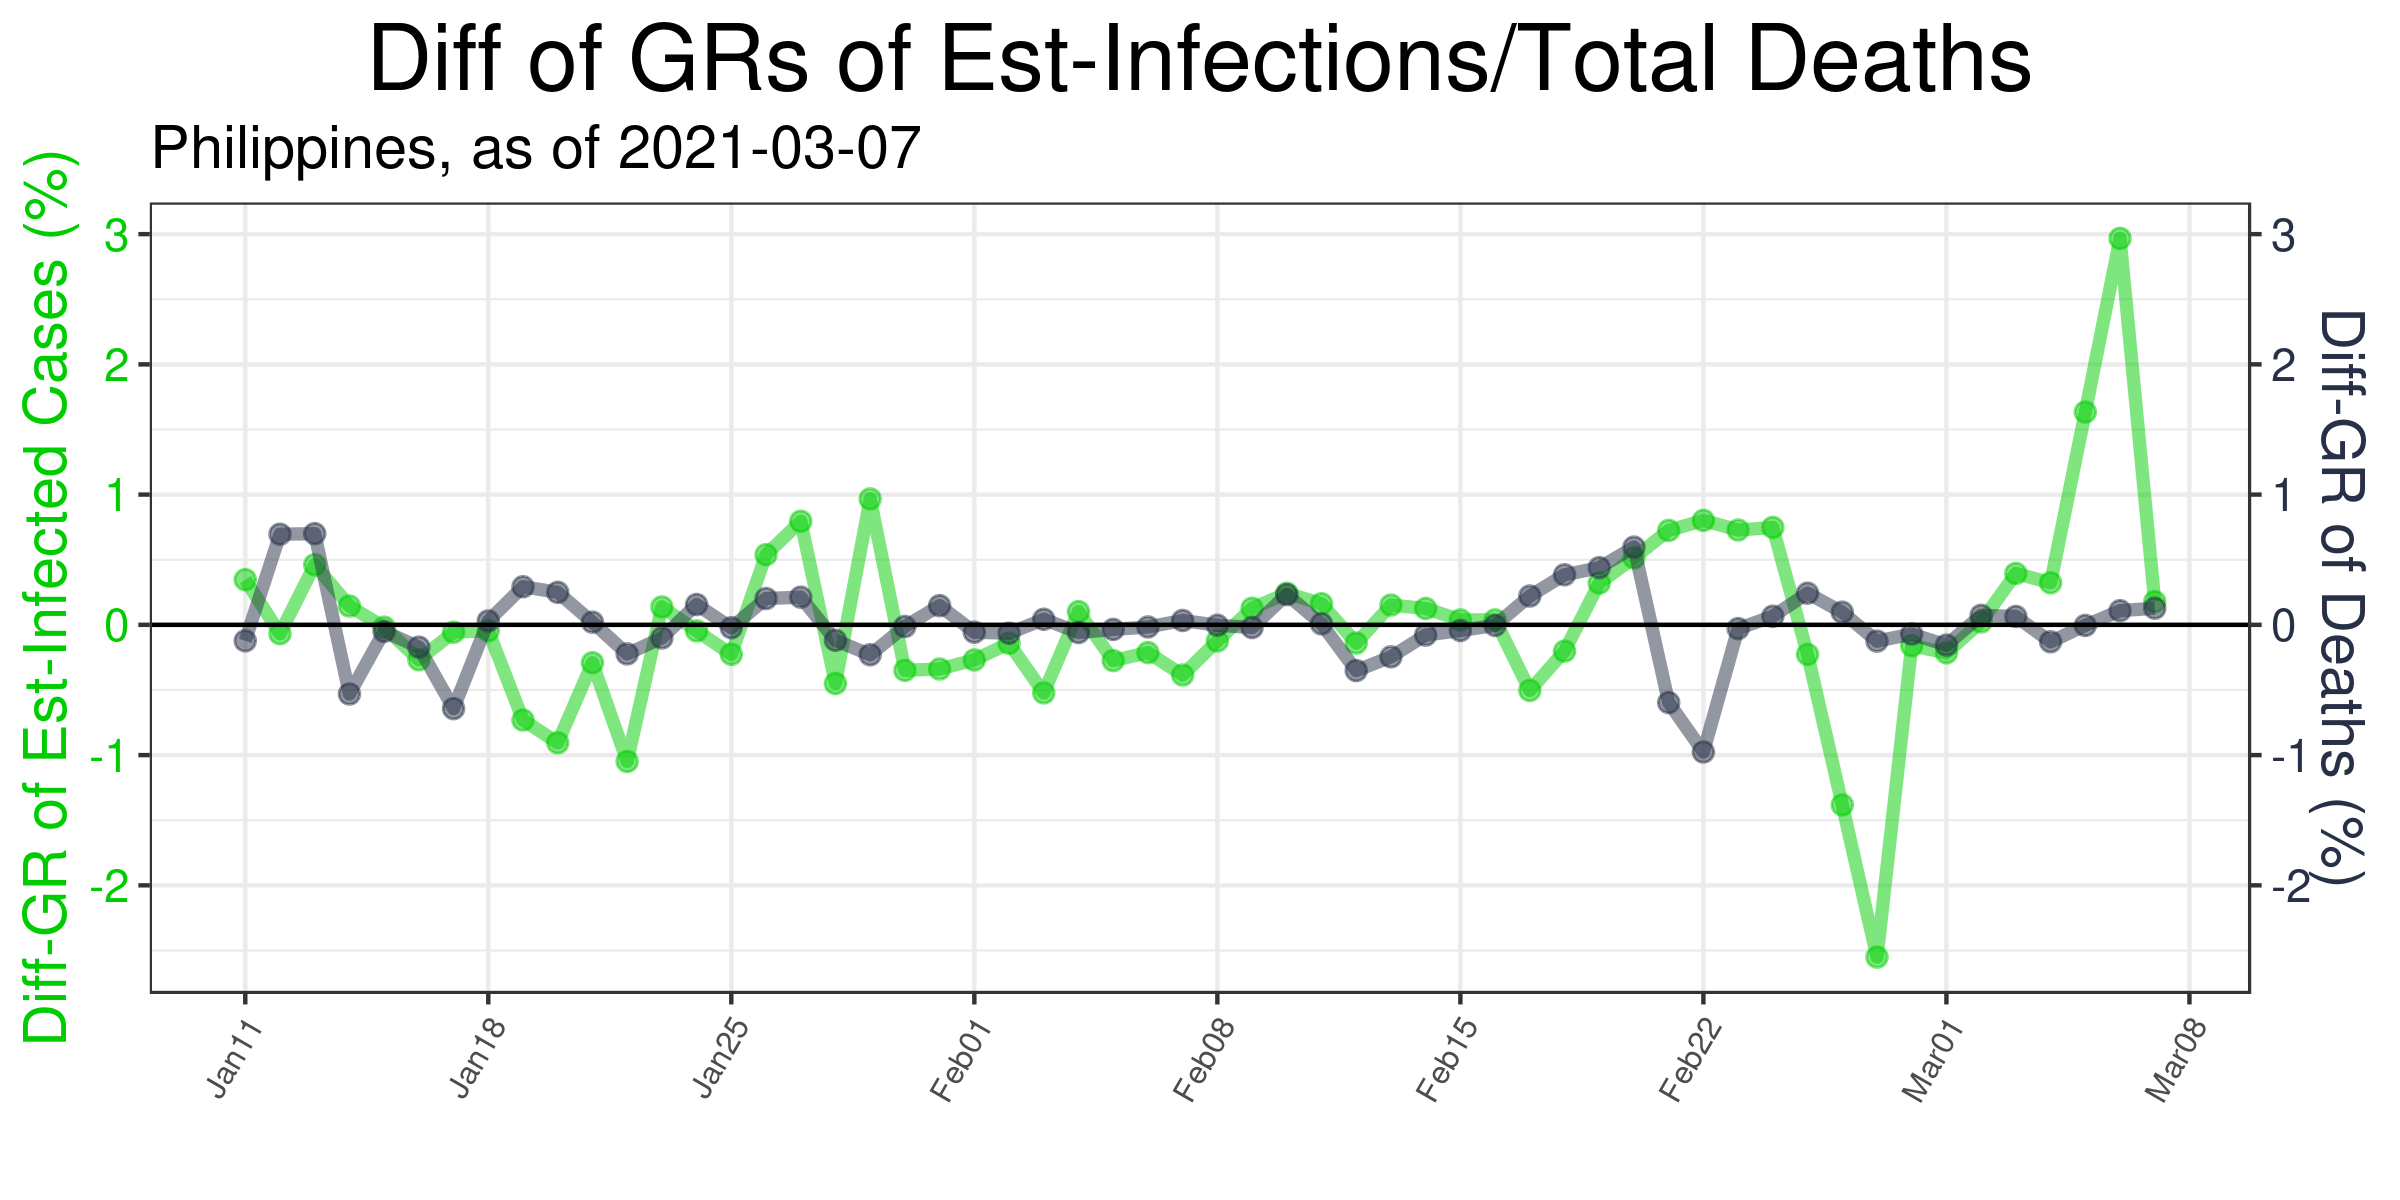 Diff of GRs of Est-Infections/Total Deaths
Philippines, as of 2021-03-07
Diff-GR of Est-Infected Cases (%)
3
2
1
0
-1
-2
3
2
1
0
-1
-2
Diff-GR of Deaths (%)
Jan11
Jan18
Jan25
Feb01
Feb08
Feb15
Feb22
Mar01
Mar08